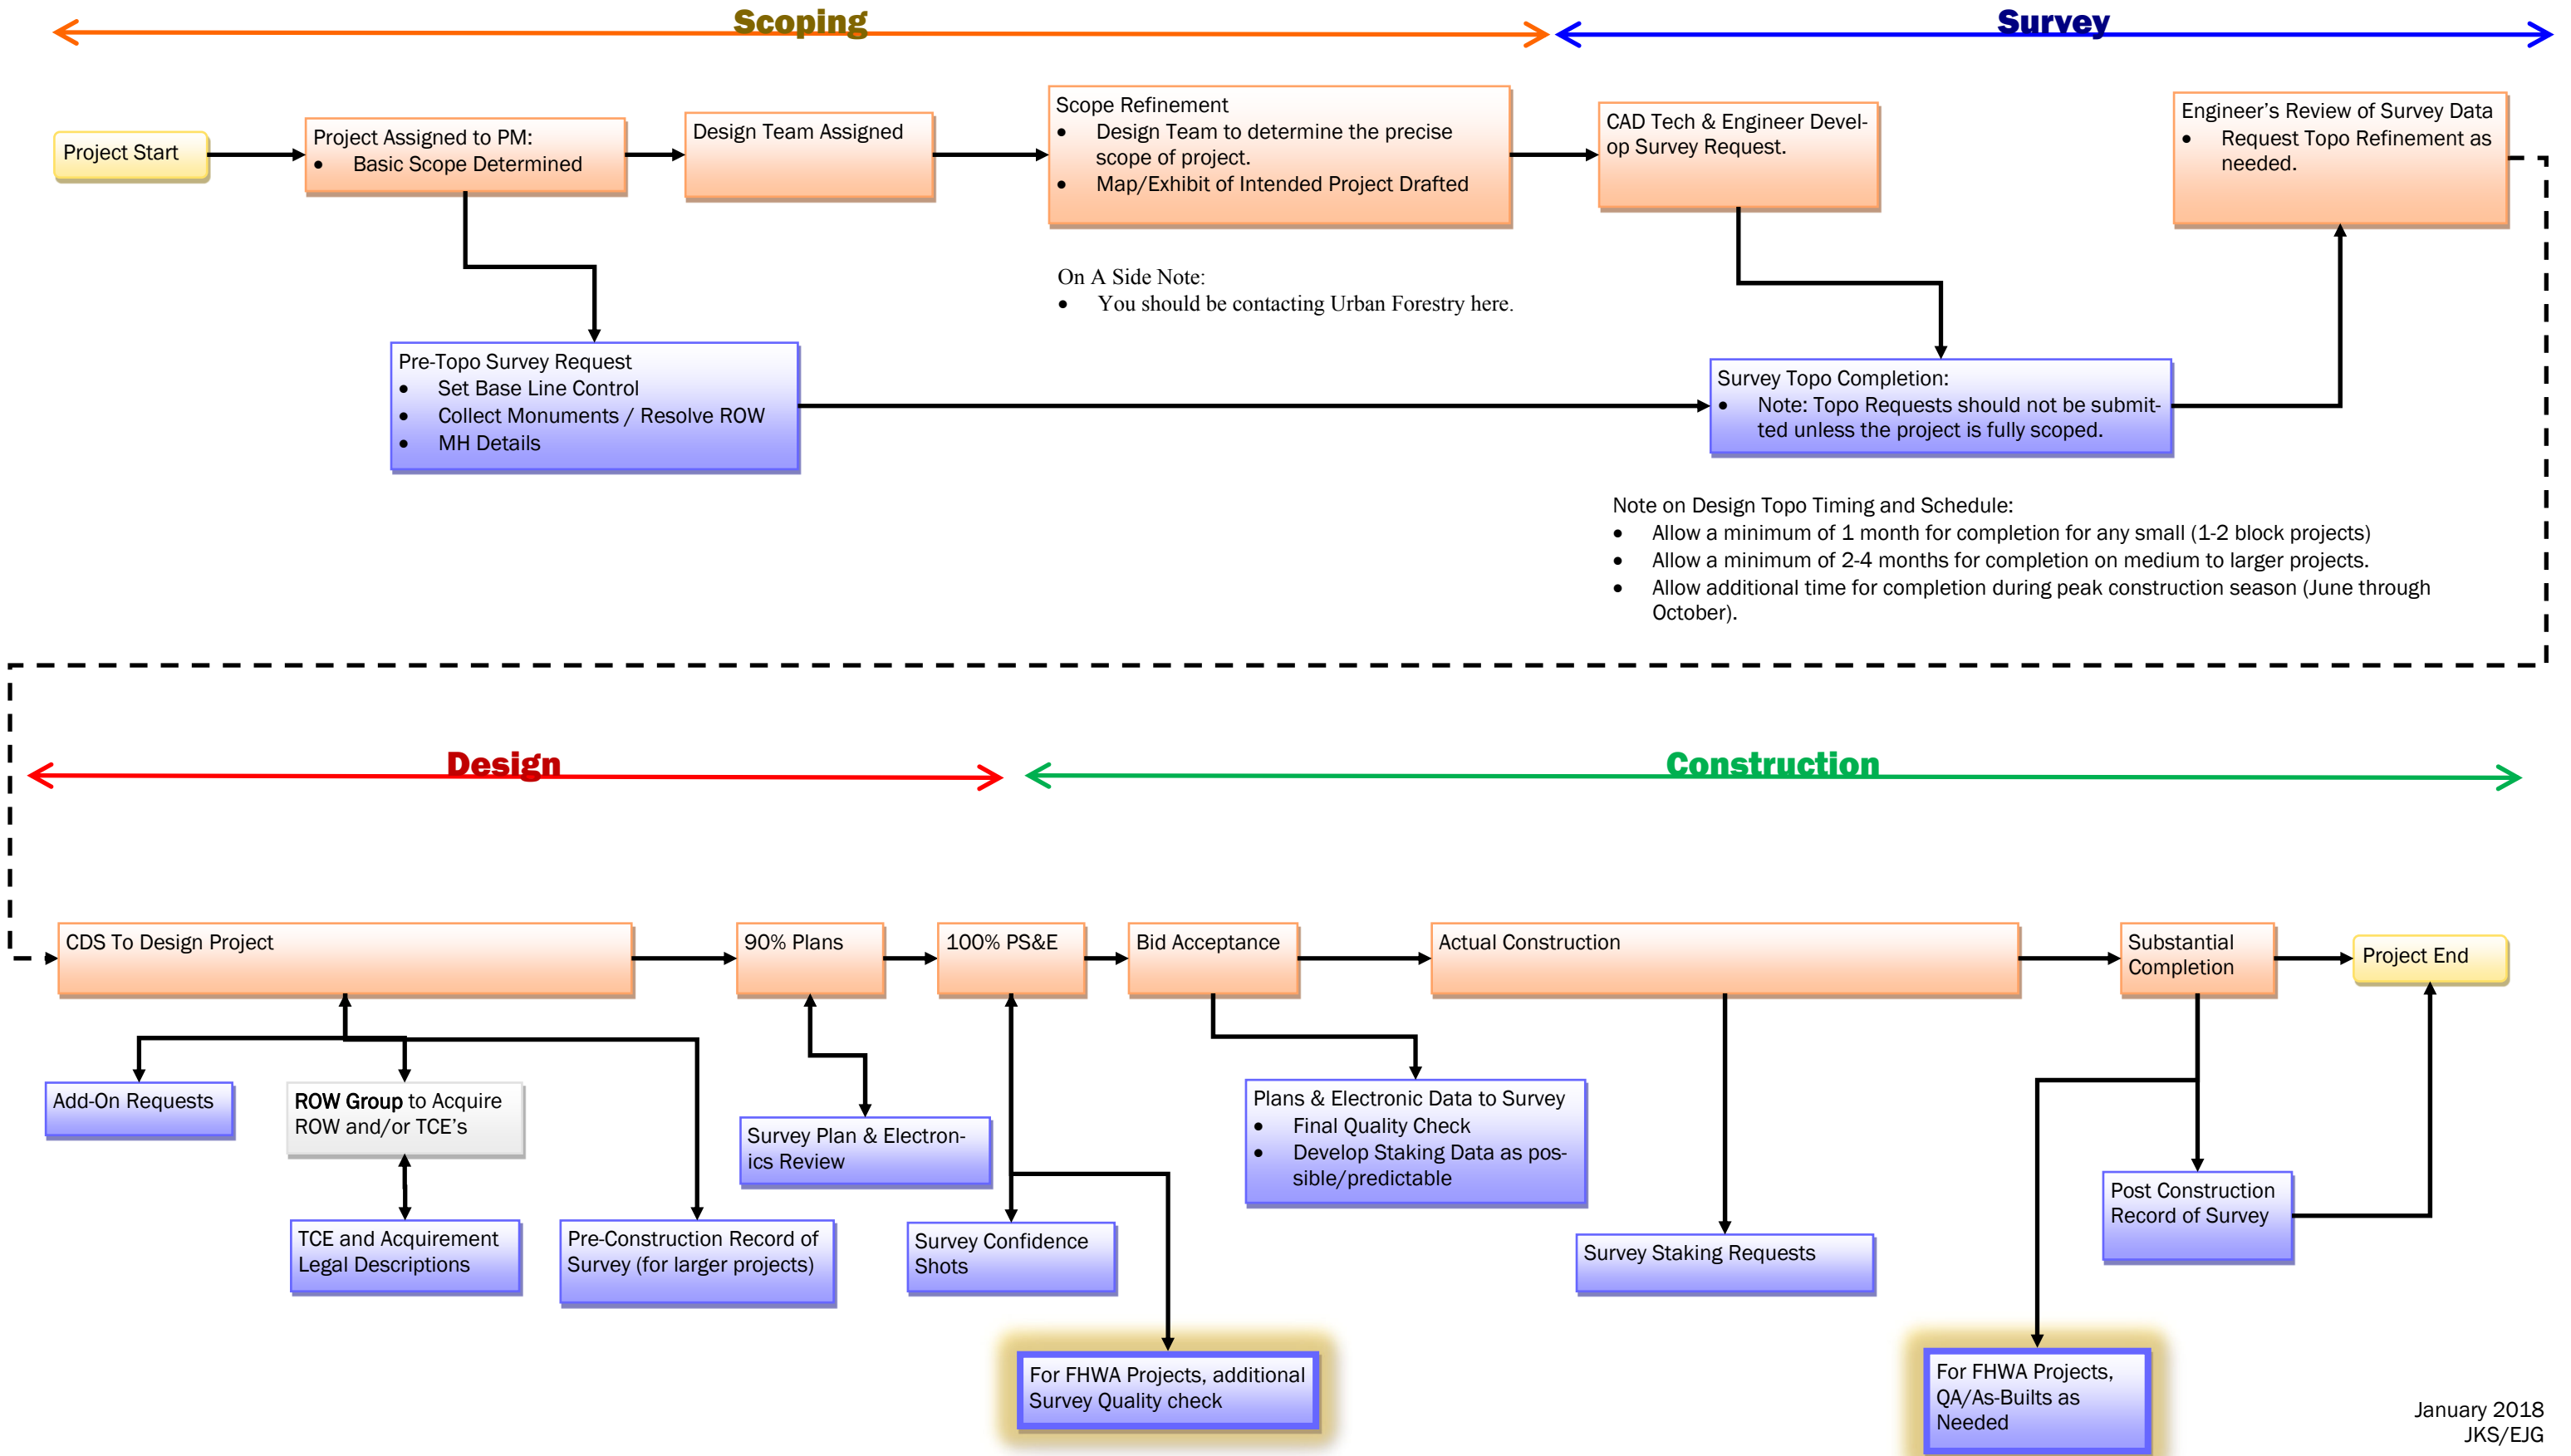 Scoping
Survey
Project Start
Project Assigned to PM:
• Basic Scope Determined
Design Team Assigned
Scope Refinement
• Design Team to determine the precise
scope of project.
• Map/Exhibit of Intended Project Drafted
CAD Tech & Engineer Devel-
op Survey Request.
Engineer’s Review of Survey Data
• Request Topo Refinement as
needed.
On A Side Note:
• You should be contacting Urban Forestry here.
Pre-Topo Survey Request
• Set Base Line Control
• Collect Monuments / Resolve ROW
• MH Details
Survey Topo Completion:
• Note: Topo Requests should not be submit-
ted unless the project is fully scoped.
Note on Design Topo Timing and Schedule:
• Allow a minimum of 1 month for completion for any small (1-2 block projects)
• Allow a minimum of 2-4 months for completion on medium to larger projects.
• Allow additional time for completion during peak construction season (June through
October).
Design
Construction
CDS To Design Project
90% Plans
100% PS&E
Bid Acceptance
Actual Construction
Substantial
Completion
Project End
Add-On Requests
ROW Group to Acquire
ROW and/or TCE’s
Survey Plan & Electron-
ics Review
Plans & Electronic Data to Survey
• Final Quality Check
• Develop Staking Data as pos-
sible/predictable
Post Construction
Record of Survey
TCE and Acquirement
Legal Descriptions
Pre-Construction Record of
Survey (for larger projects)
Survey Confidence
Shots
Survey Staking Requests
For FHWA Projects, additional
Survey Quality check
For FHWA Projects,
QA/As-Builts as
Needed
January 2018
JKS/EJG